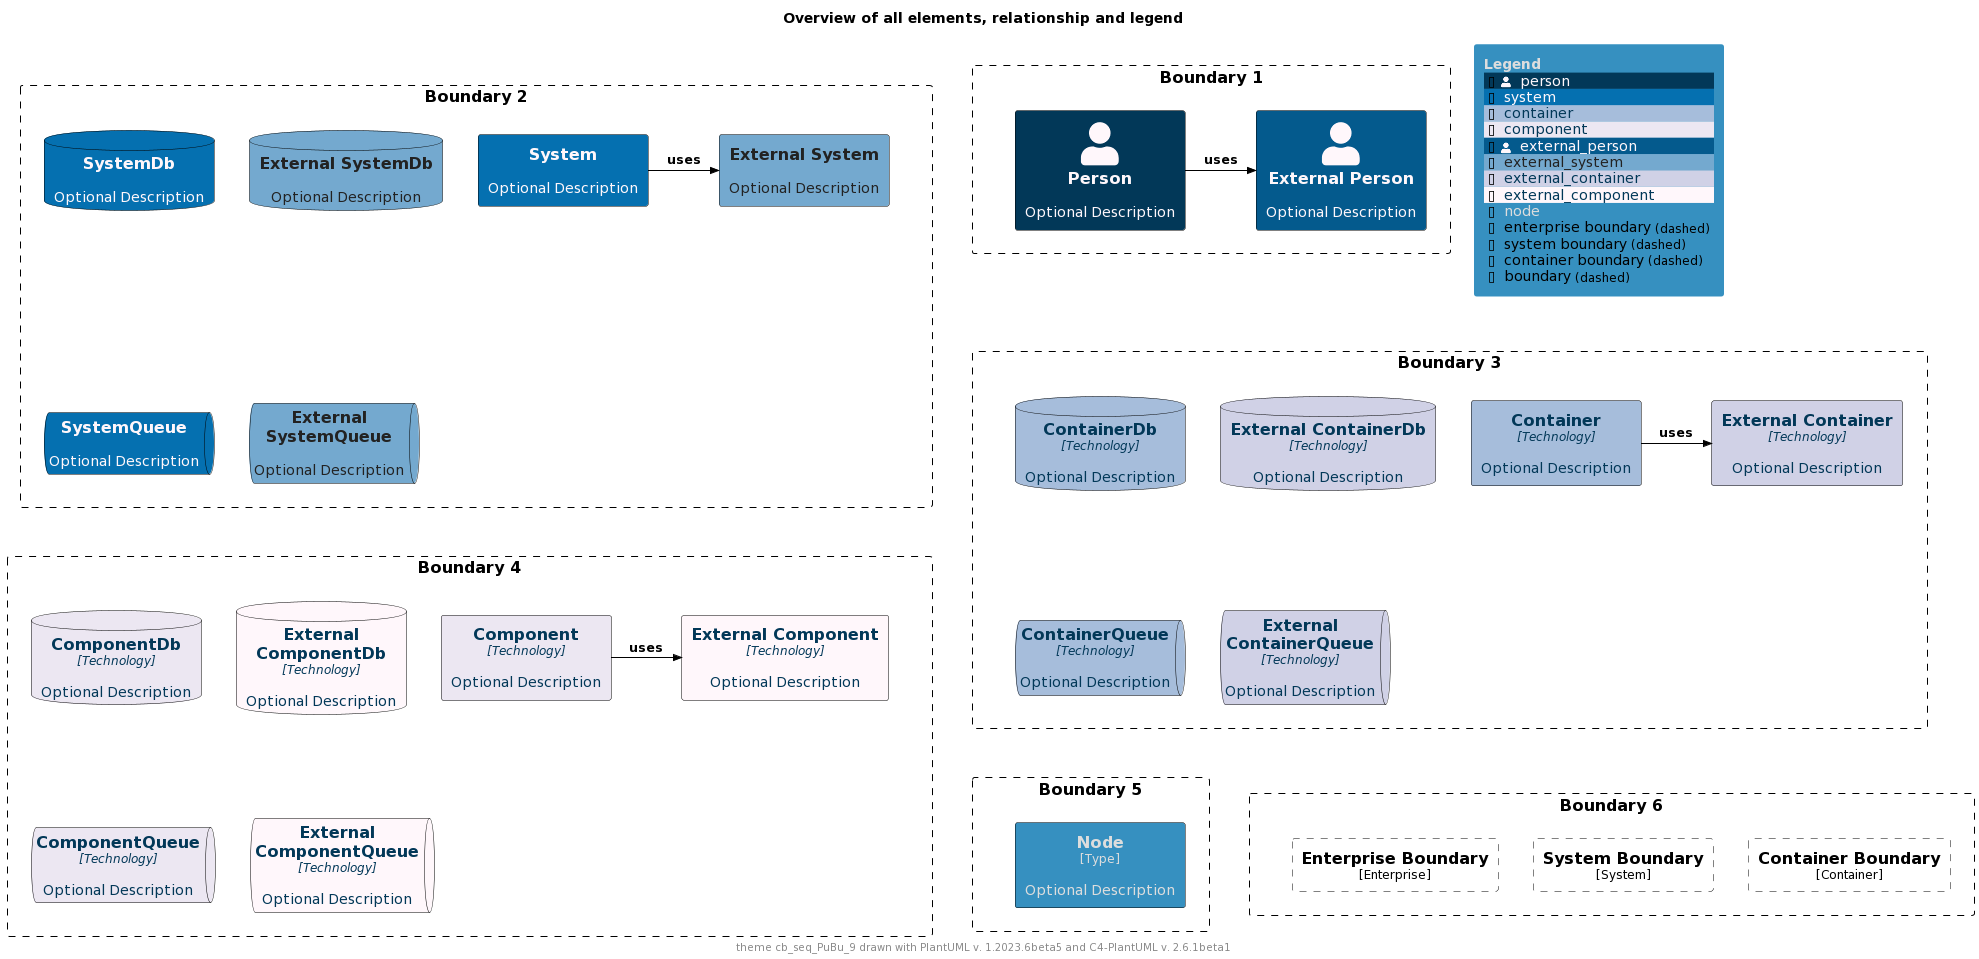 Overview of all elements, relationship and legend
Boundary 2
SystemDb
Optional Description
External SystemDb
Optional Description
System
Optional Description
uses
External System
Optional Description
SystemQueue
Optional Description
External
SystemQueue
Optional Description
Boundary 1
Person
Optional Description
uses
External Person
Optional Description
Legend
person
system
container
component
external_person
external_system
external_container
external_component
node
enterprise boundary (dashed)
system boundary (dashed)
container boundary (dashed)
boundary (dashed)
Boundary 3
ContainerDb
[Technology]
Optional Description
External ContainerDb
[Technology]
Optional Description
Container
[Technology]
Optional Description
uses
External Container
[Technology]
Optional Description
ContainerQueue
[Technology]
Optional Description
External
ContainerQueue
[Technology]
Optional Description
Boundary 4
ComponentDb
[Technology]
Optional Description
External
ComponentDb
[Technology]
Optional Description
Component
[Technology]
Optional Description
uses
External Component
[Technology]
Optional Description
ComponentQueue
[Technology]
Optional Description
External
ComponentQueue
[Technology]
Optional Description
Boundary 5
Node
[Type]
Optional Description
Boundary 6
Enterprise Boundary
[Enterprise]
System Boundary
[System]
Container Boundary
[Container]
theme cb_seq_PuBu_9 drawn with PlantUML v. 1.2023.6beta5 and C4-PlantUML v. 2.6.1beta1